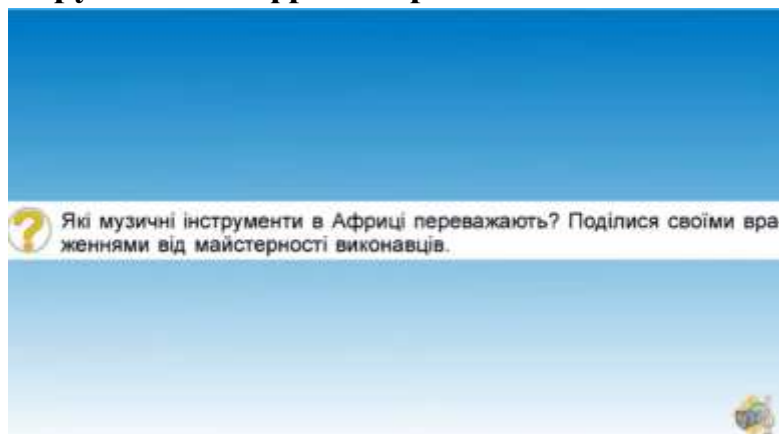 Які музичні інструменти в Африці переважають? Поділися своїми вра
женнями від майстерності виконавців.